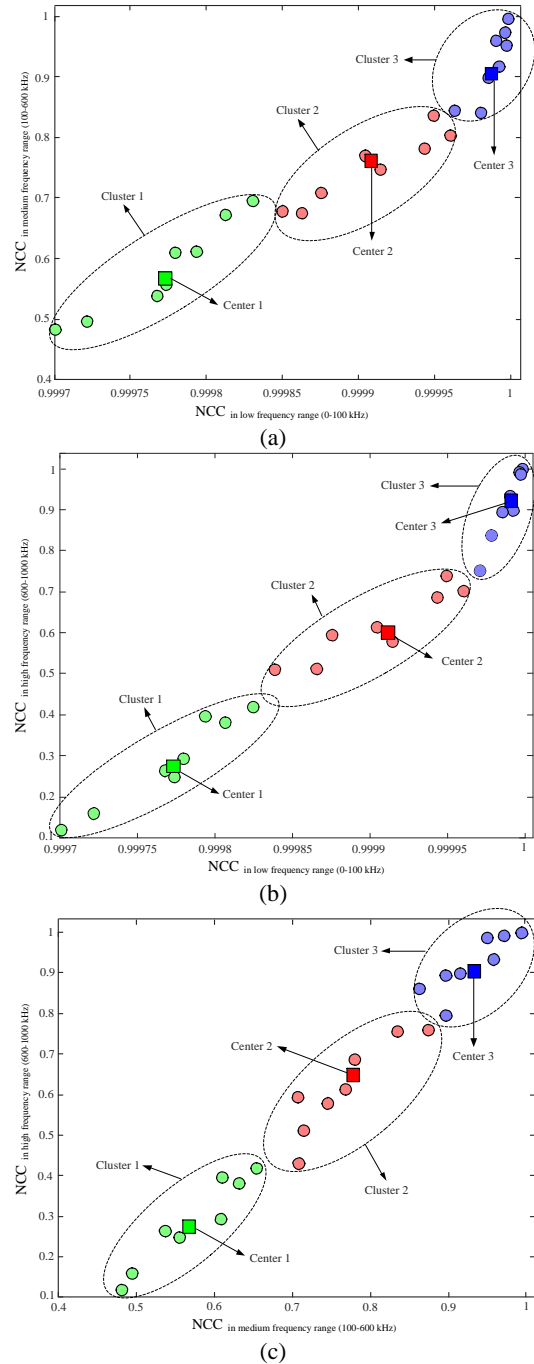 1
0.9
0.8
0.7
0.6
0.5
0.4
NCC in medium frequency range (100-600 kHz)
Cluster 3
Cluster 2
Cluster 1
Center 3
Center 2
Center 1
0.9997 0.99975 0.9998 0.99985 0.9999 0.99995 1
NCC in low frequency range (0-100 kHz)
(a)
1
0.9
0.8
0.7
0.6
0.5
0.4
0.3
0.2
0.1
NCC in high frequency range (600-1000 kHz)
Cluster 3
Center 3
Cluster 2
Center 2
Cluster 1
Center 1
0.9997 0.99975 0.9998 0.99985 0.9999 0.99995 1
NCC in low frequency range (0-100 kHz)
(b)
1
0.9
0.8
0.7
0.6
0.5
0.4
0.3
0.2
0.1
NCC in high frequency range (600-1000 kHz)
Cluster 3
Center 3
Center 2
Cluster 2
Cluster 1
Center 1
0.4 0.5 0.6 0.7 0.8 0.9 1
NCC in medium frequency range (100-600 kHz)
(c)